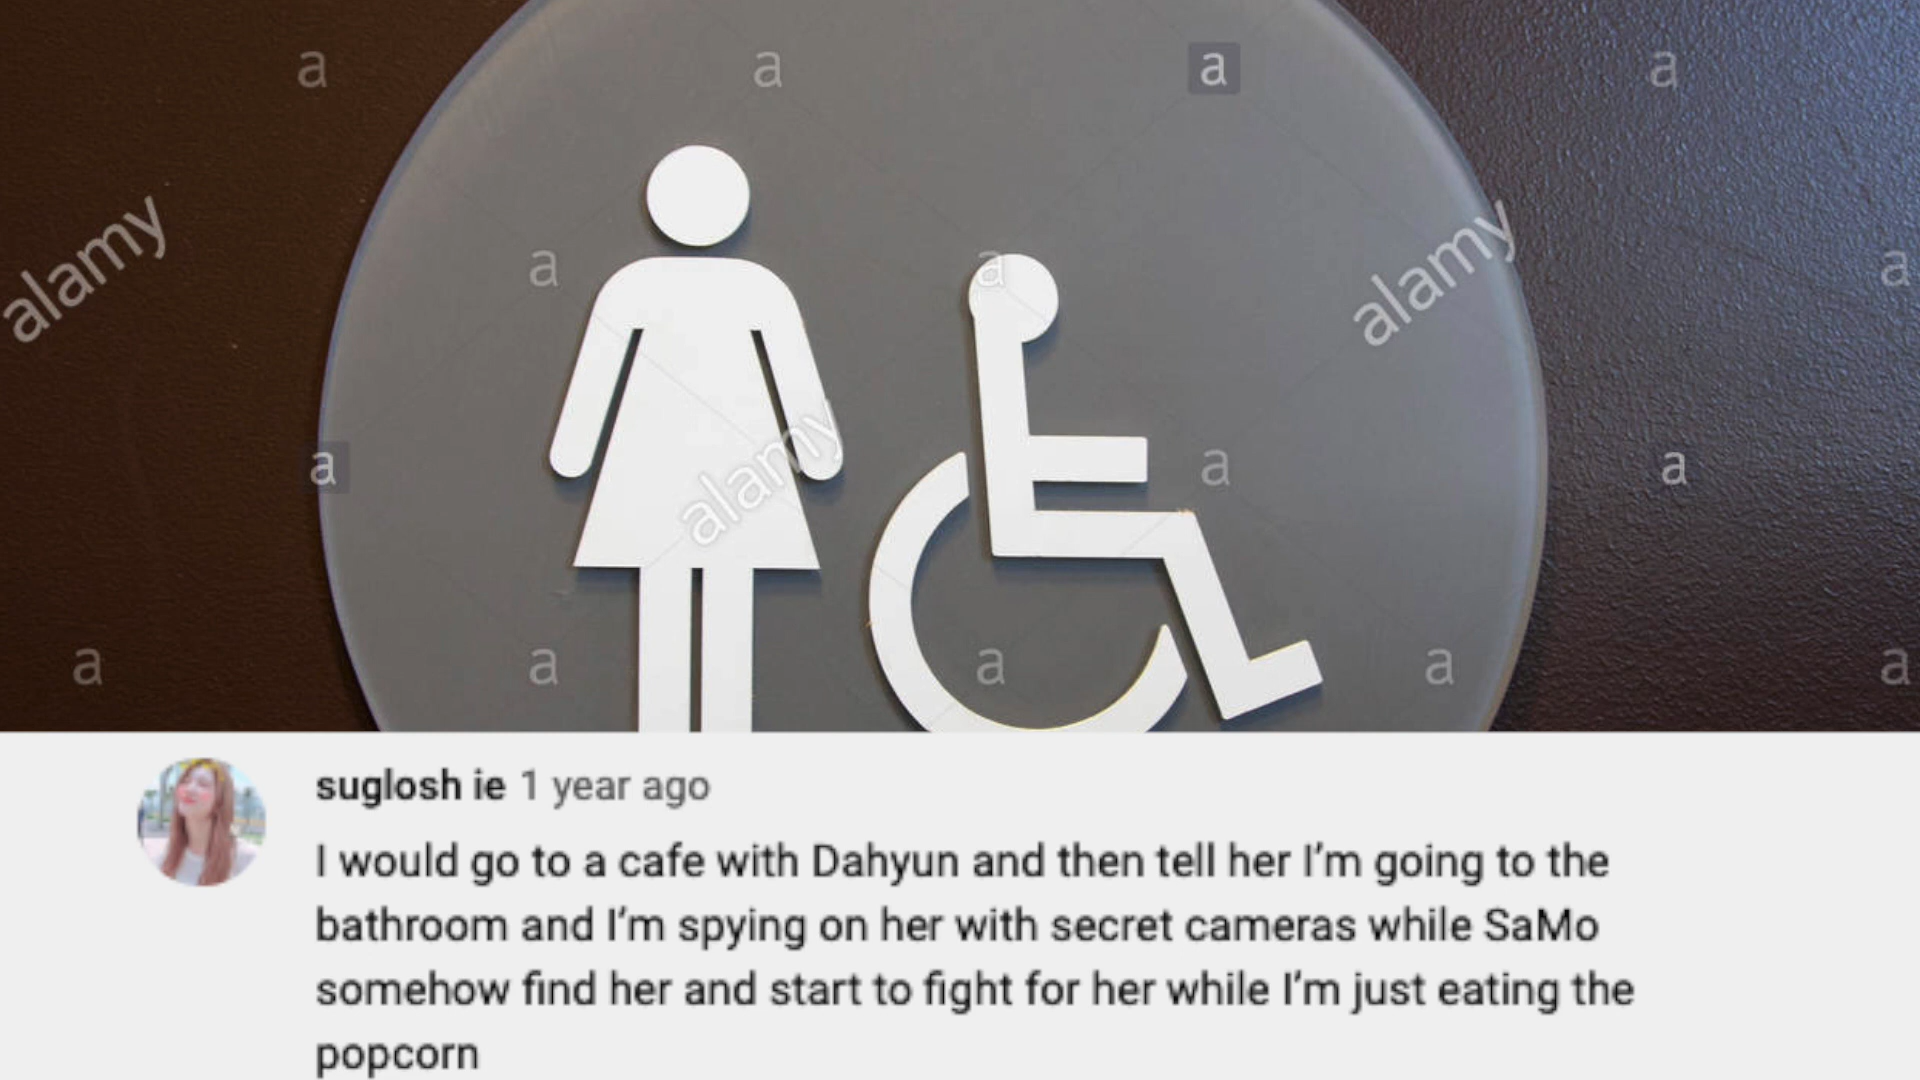 a a a a
alamy alamy
a a a
alamy
a a a
a a a a a
suglosh ie 1 year ago
I would go to a cafe with Dahyun and then tell her I’m going to the
bathroom and I’m spying on her with secret cameras while SaMo
somehow find her and start to fight for her while I’m just eating the
popcorn